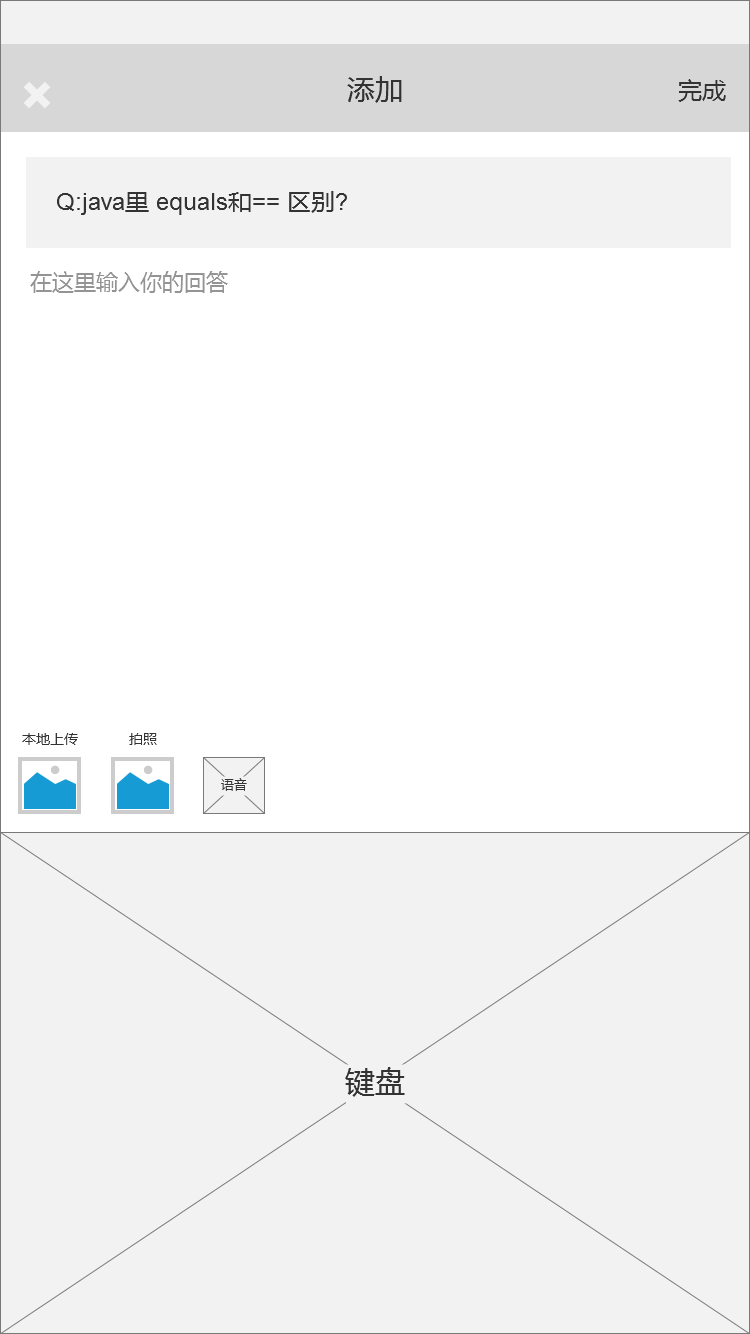 添加
完成
Q:java里 equals和== 区别?
在这里输入你的回答
本地上传
拍照
语音
键盘